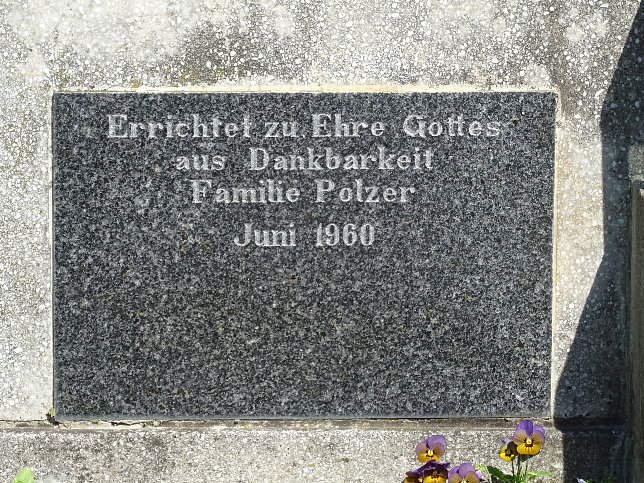 Errichtet zu Ehre Gottes
aus Dankbarkeit
Familie Polzer
Juni 1960